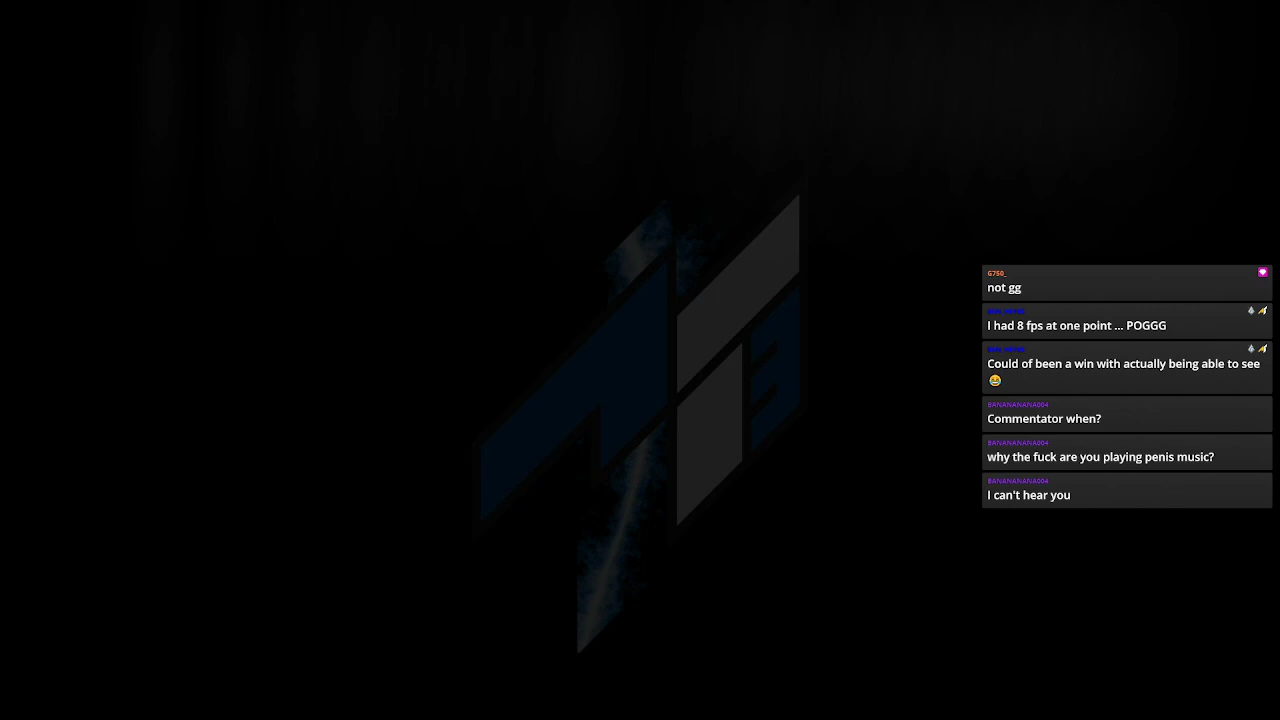 G750_
not gg
I had 8 fps at one point ... POGGG
Could of been a win with actually being able to see
😂
BANANANANA004
Commentator when?
BANANANANA004
why the fuck are you playing penis music?
BANANANANA004
I can't hear you